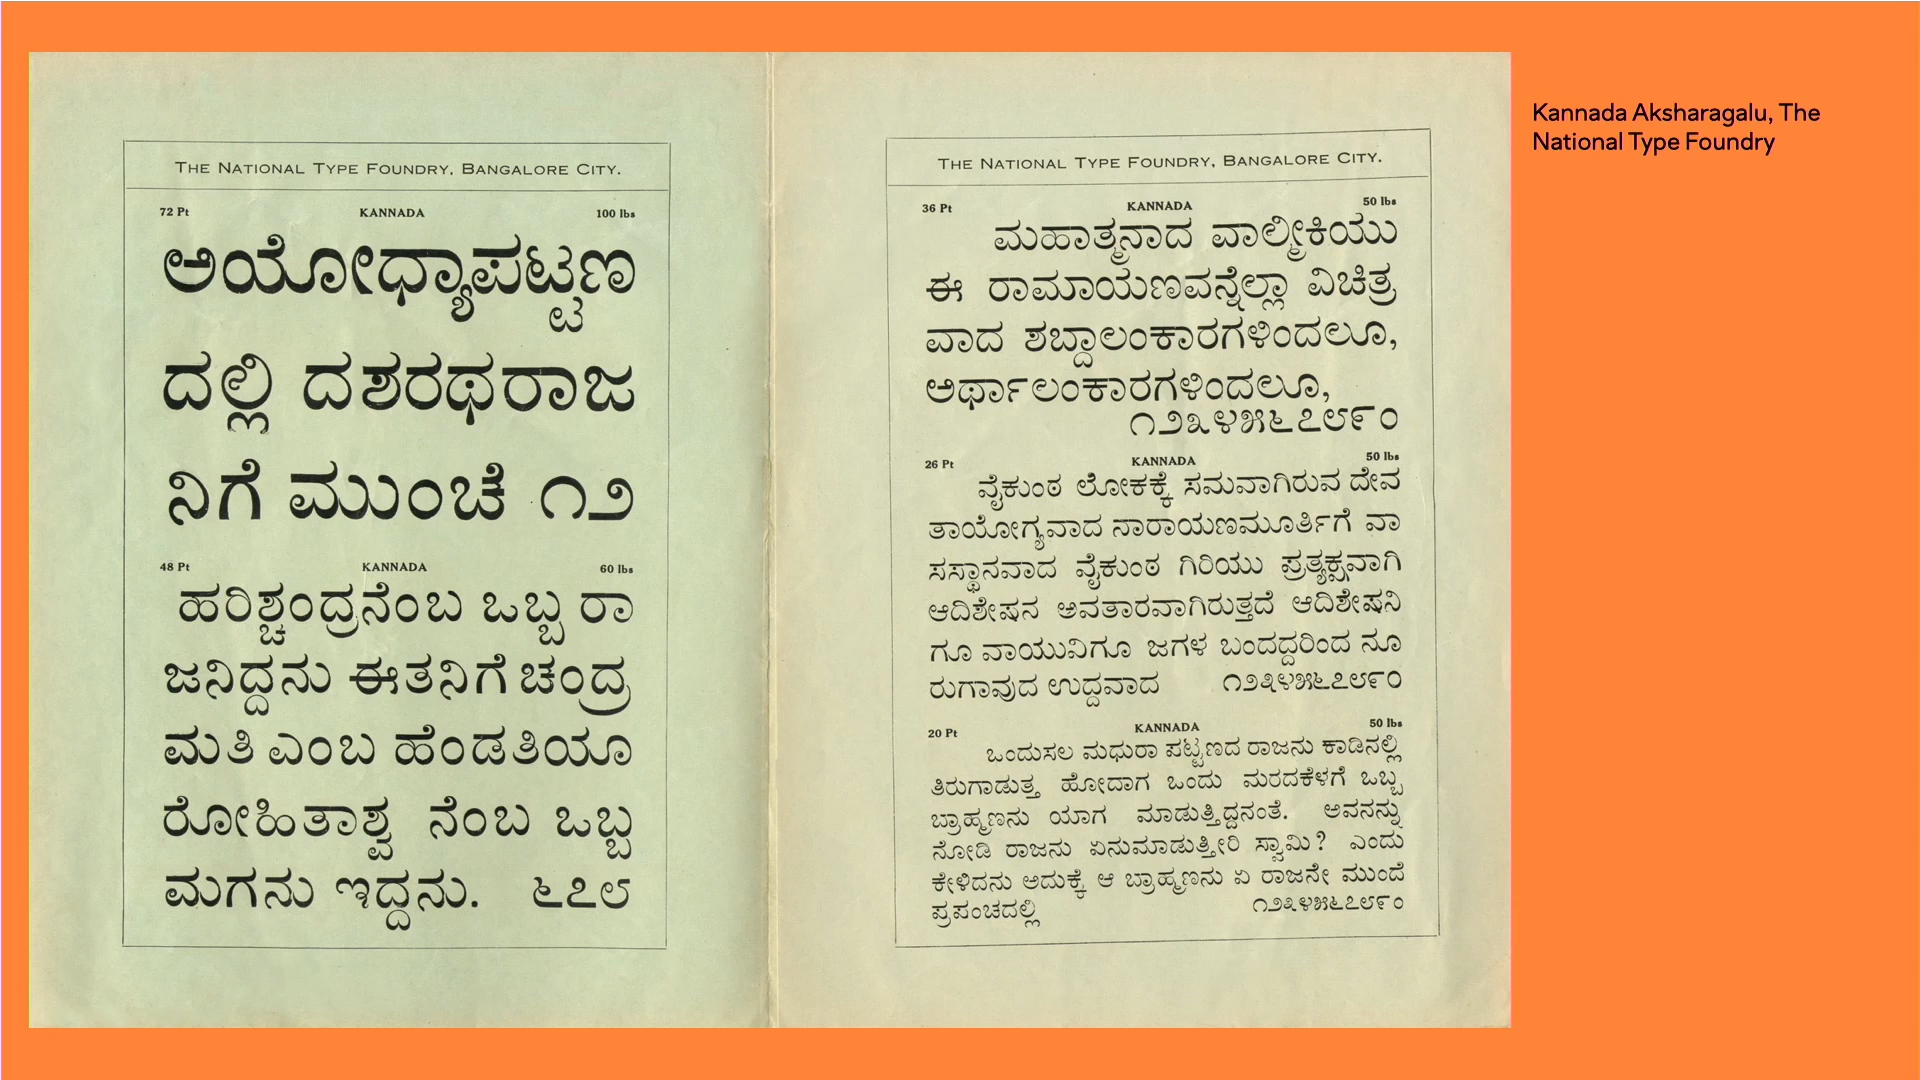 THE NATIONAL TYPE FOUNDRY, BANGALORE CITY.
72 Pt KANNADA 100 lbs
ಅಯೋಧ್ಯಾಪಟ್ಟಣ
ದಲ್ಲಿ ದಶರಥರಾಜ
ನಿಗೆ ಮುಂಚೆ ೧೨
48 Pt KANNADA 60 lbs
ಹರಿಶ್ಚಂದ್ರನೆಂಬ ಒಬ್ಬ ರಾ
ಜನಿದ್ದನು ಈತನಿಗೆ ಚಂದ್ರ
ಮತಿ ಎಂಬ ಹೆಂಡತಿಯೂ
ರೋಹಿತಾಶ್ವ ನೆಂಬ ಒಬ್ಬ
ಮಗನು ಇದ್ದನು. ೬೭೮
THE NATIONAL TYPE FOUNDRY, BANGALORE CITY.
36 Pt KANNADA 50 lbs
ಮಹಾತ್ಮನಾದ ವಾಲ್ಮೀಕಿಯು
ಈ ರಾಮಾಯಣವನ್ನೆಲ್ಲಾ ವಿಚಿತ್ರ
ವಾದ ಶಬ್ದಾಲಂಕಾರಗಳಿಂದಲೂ,
ಅರ್ಥಾಲಂಕಾರಗಳಿಂದಲೂ,
೧೨೩೪೫೬೭೮೯೦
26 Pt KANNADA 50 lbs
ವೈಕುಂಠ ಲೋಕಕ್ಕೆ ಸಮವಾಗಿರುವ ದೇವ
ತಾಯೋಗ್ಯವಾದ ನಾರಾಯಣಮೂರ್ತಿಗೆ ವಾ
ಸಸ್ಥಾನವಾದ ವೈಕುಂಠ ಗಿರಿಯು ಪ್ರತ್ಯಕ್ಷವಾಗಿ
ಆದಿಶೇಷನ ಅವತಾರವಾಗಿರುತ್ತದೆ ಆದಿಶೇಷನಿ
ಗೂ ವಾಯುವಿಗೂ ಜಗಳ ಬಂದದ್ದರಿಂದ ನೂ
ರುಗಾವುದ ಉದ್ದವಾದ ೧೨೩೪೫೬೭೮೯೦
20 Pt KANNADA 50 lbs
ಒಂದುಸಲ ಮಧುರಾ ಪಟ್ಟಣದ ರಾಜನು ಕಾಡಿನಲ್ಲಿ
ತಿರುಗಾಡುತ್ತ ಹೋದಾಗ ಒಂದು ಮರದಕೆಳಗೆ ಒಬ್ಬ
ಬ್ರಾಹ್ಮಣನು ಯಾಗ ಮಾಡುತ್ತಿದ್ದನಂತೆ. ಅವನನ್ನು
ನೋಡಿ ರಾಜನು ಏನುಮಾಡುತ್ತೀರಿ ಸ್ವಾಮಿ? ಎಂದು
ಕೇಳಿದನು ಅದುಕ್ಕೆ ಆ ಬ್ರಾಹ್ಮಣನು ಏ ರಾಜನೇ ಮುಂದೆ
ಪ್ರಪಂಚದಲ್ಲಿ ೧೨೩೪೫೬೭೮೯೦
Kannada Aksharagalu, The
National Type Foundry